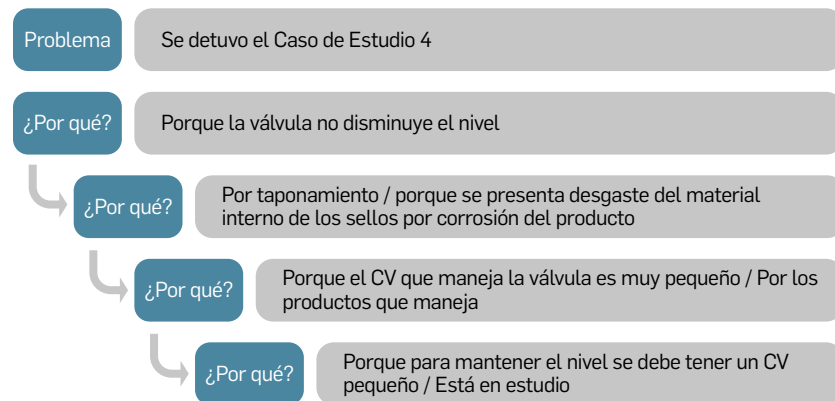 Problema
Se detuvo el Caso de Estudio 4
¿Por qué?
Porque la válvula no disminuye el nivel
¿Por qué?
Por taponamiento / porque se presenta desgaste del material
interno de los sellos por corrosión del producto
¿Por qué?
Porque el CV que maneja la válvula es muy pequeño / Por los
productos que maneja
¿Por qué?
Porque para mantener el nivel se debe tener un CV
pequeño / Está en estudio